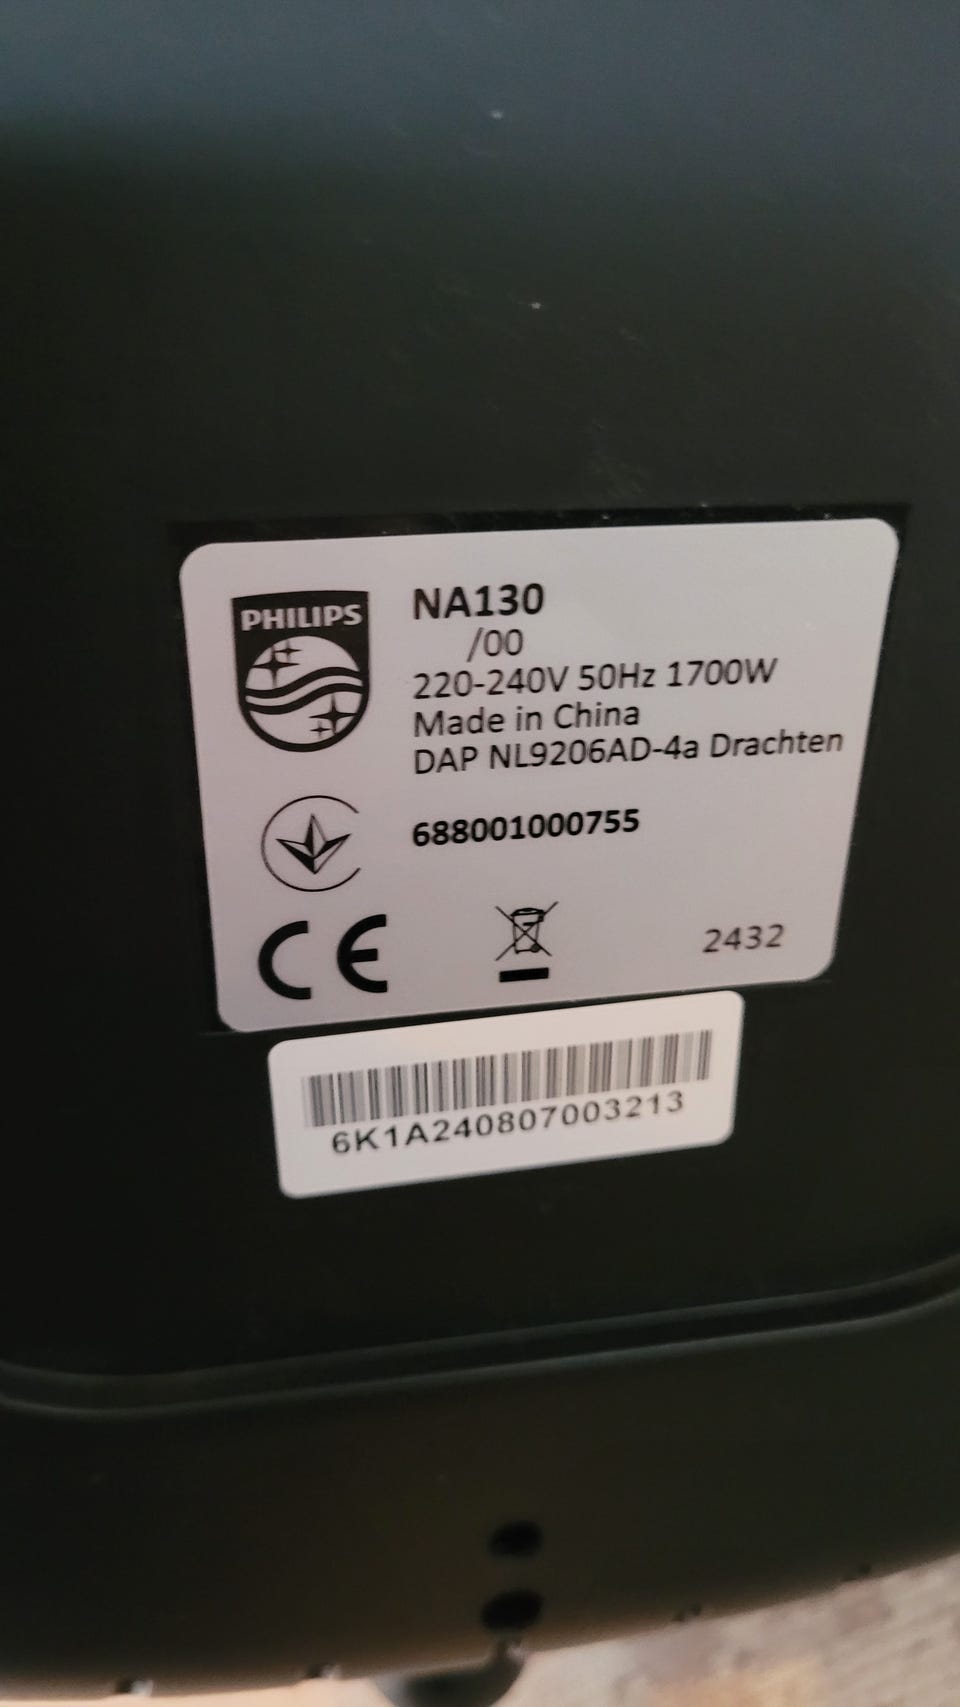 PHILIPS
NA130
/00
220-240V 50Hz 1700W
Made in China
DAP NL9206AD-4a Drachten
688001000755
CE
2432
6K1A240807003213